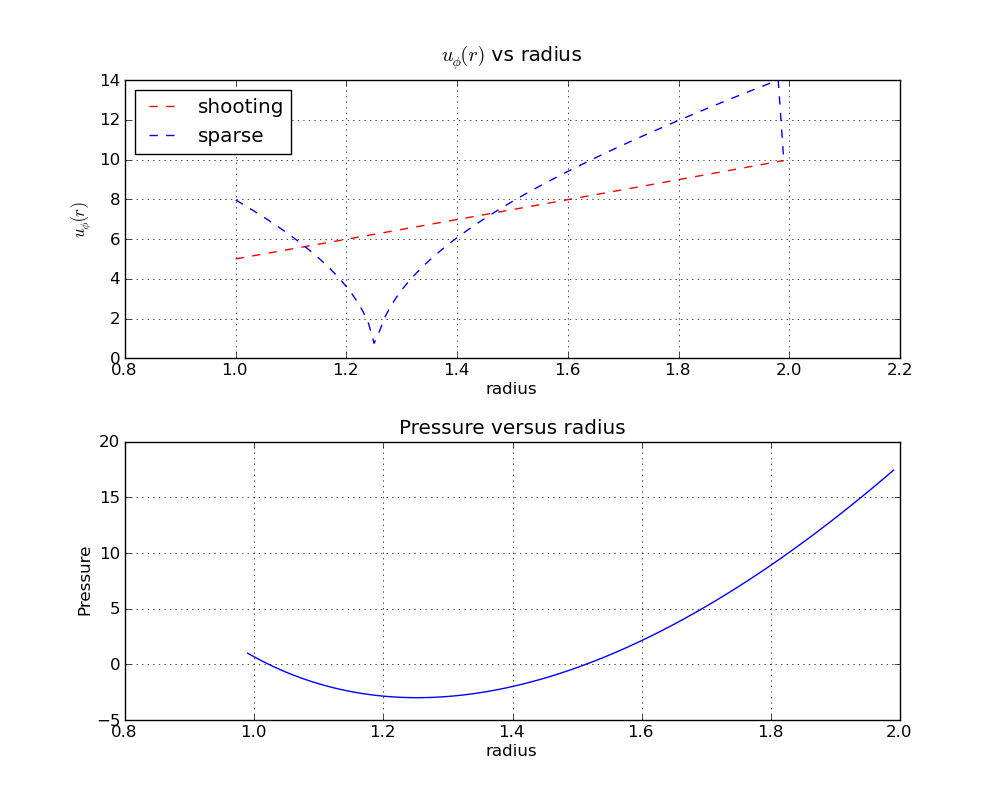 u_ϕ(r) vs radius
14
12
10
8
6
4
2
0
u_ϕ(r)
shooting
sparse
0.8 1.0 1.2 1.4 1.6 1.8 2.0 2.2
radius
Pressure versus radius
20
15
10
5
0
−5
Pressure
0.8 1.0 1.2 1.4 1.6 1.8 2.0
radius